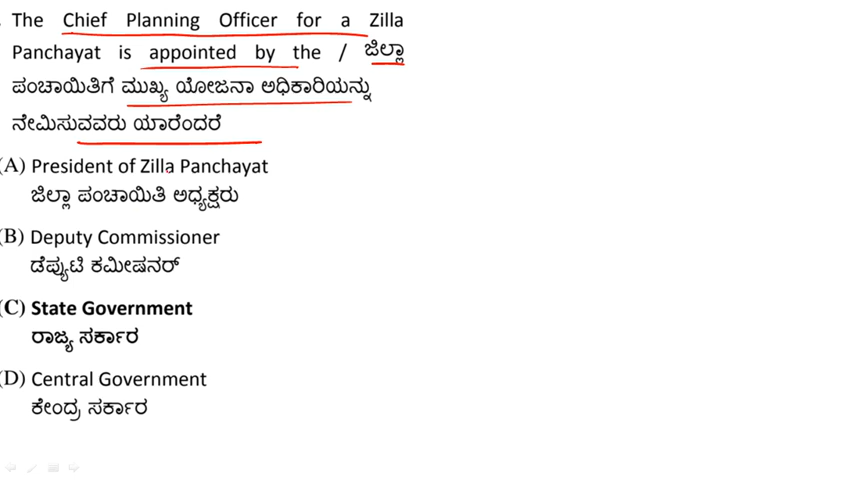 The Chief Planning Officer for a Zilla
Panchayat is appointed by the / ಜಿಲ್ಲಾ
ಪಂಚಾಯಿತಿಗೆ ಮುಖ್ಯ ಯೋಜನಾ ಅಧಿಕಾರಿಯನ್ನು
ನೇಮಿಸುವವರು ಯಾರೆಂದರೆ
(A) President of Zilla Panchayat
ಜಿಲ್ಲಾ ಪಂಚಾಯಿತಿ ಅಧ್ಯಕ್ಷರು
(B) Deputy Commissioner
ಡೆಪ್ಯುಟಿ ಕಮೀಷನರ್
(C) State Government
ರಾಜ್ಯ ಸರ್ಕಾರ
(D) Central Government
ಕೇಂದ್ರ ಸರ್ಕಾರ